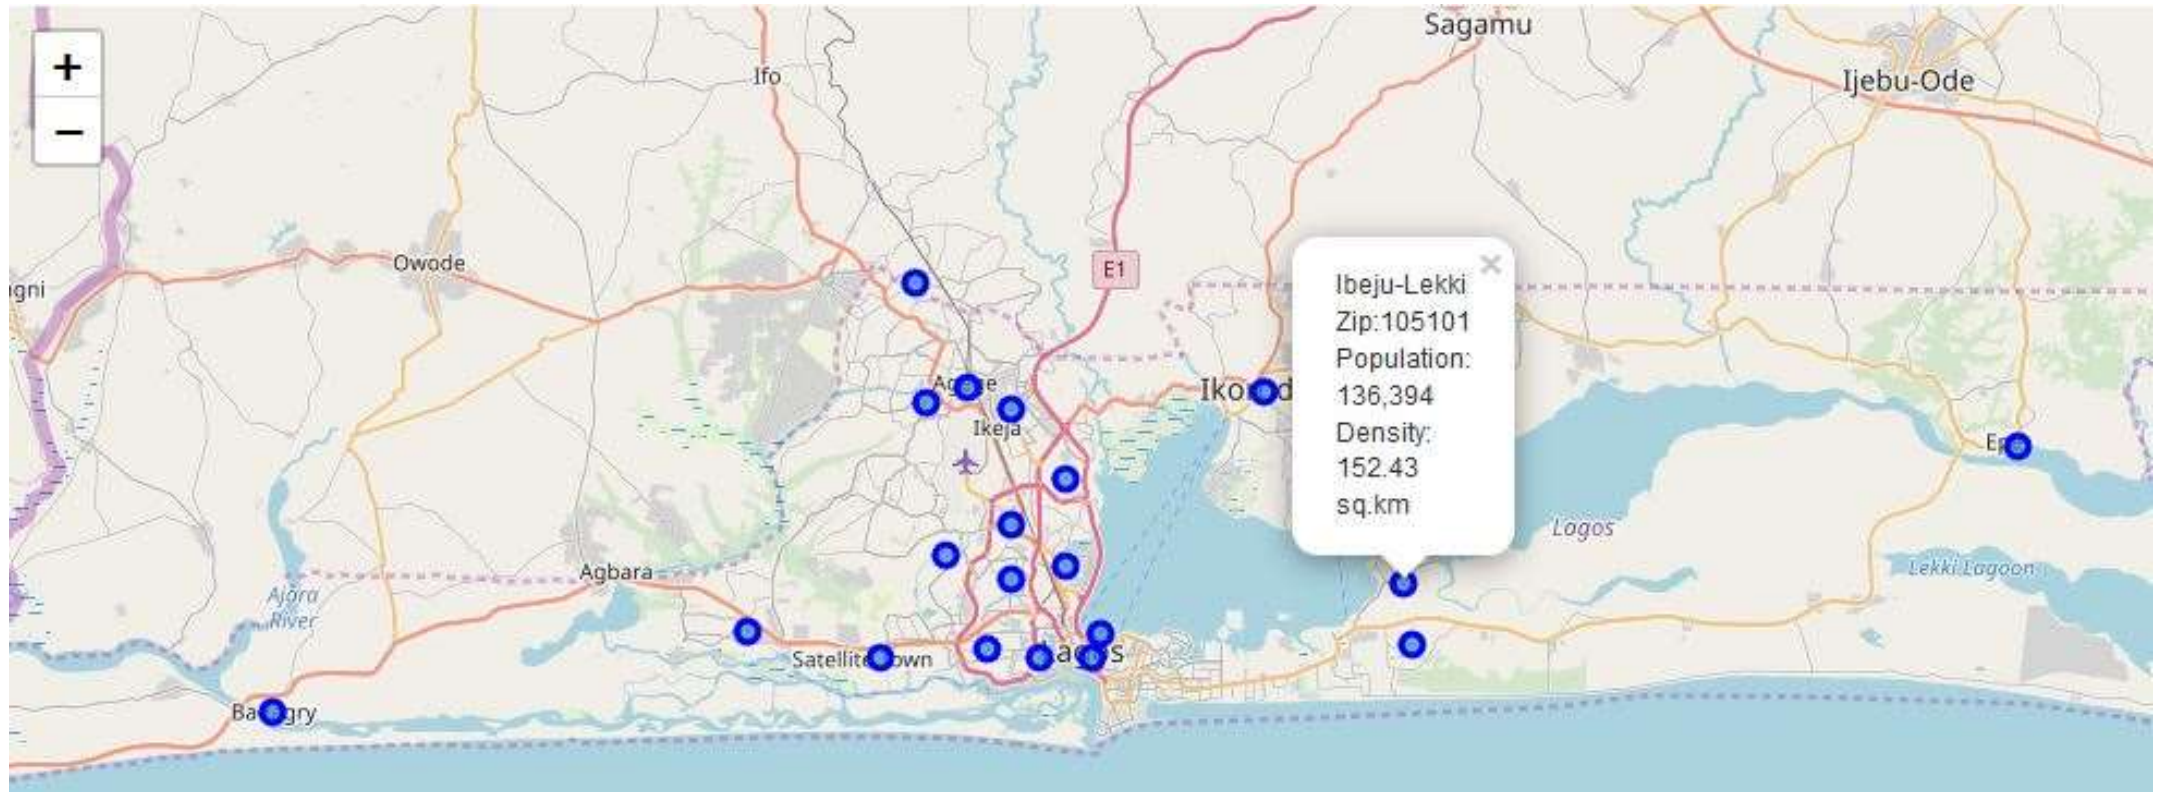 +
−
Sagamu
Ifo
Ijebu-Ode
Owode
E1
×
Ibeju-Lekki
Zip:105101
Population:
136,394
Density:
152.43
sq.km
igni
Ikeja
Lagos
Lekki Lagoon
Agbara
Ajara
River